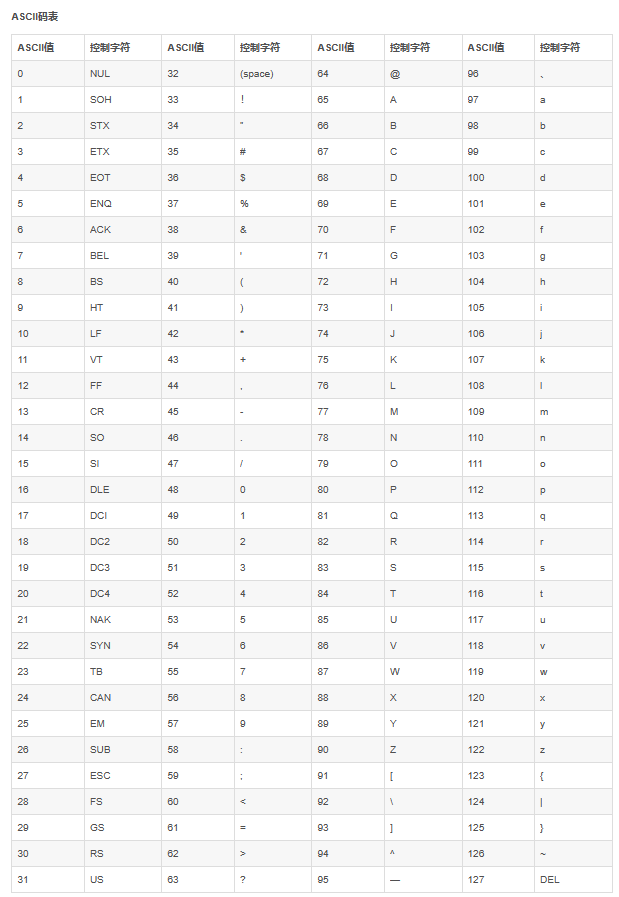 ASCII码表
ASCII值 控制字符 ASCII值 控制字符 ASCII值 控制字符 ASCII值 控制字符
0 NUL 32 (space) 64 @ 96 、
1 SOH 33 ! 65 A 97 a
2 STX 34 " 66 B 98 b
3 ETX 35 # 67 C 99 c
4 EOT 36 $ 68 D 100 d
5 ENQ 37 % 69 E 101 e
6 ACK 38 & 70 F 102 f
7 BEL 39 ' 71 G 103 g
8 BS 40 ( 72 H 104 h
9 HT 41 ) 73 I 105 i
10 LF 42 * 74 J 106 j
11 VT 43 + 75 K 107 k
12 FF 44 , 76 L 108 l
13 CR 45 - 77 M 109 m
14 SO 46 . 78 N 110 n
15 SI 47 / 79 O 111 o
16 DLE 48 0 80 P 112 p
17 DCI 49 1 81 Q 113 q
18 DC2 50 2 82 R 114 r
19 DC3 51 3 83 S 115 s
20 DC4 52 4 84 T 116 t
21 NAK 53 5 85 U 117 u
22 SYN 54 6 86 V 118 v
23 TB 55 7 87 W 119 w
24 CAN 56 8 88 X 120 x
25 EM 57 9 89 Y 121 y
26 SUB 58 : 90 Z 122 z
27 ESC 59 ; 91 [ 123 {
28 FS 60 < 92 \ 124 |
29 GS 61 = 93 ] 125 }
30 RS 62 > 94 ^ 126 ~
31 US 63 ? 95 — 127 DEL